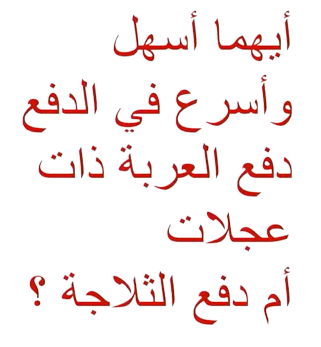 أيهما أسهل
وأسرع في الدفع
دفع العربة ذات
عجلات
أم دفع الثلاجة ؟